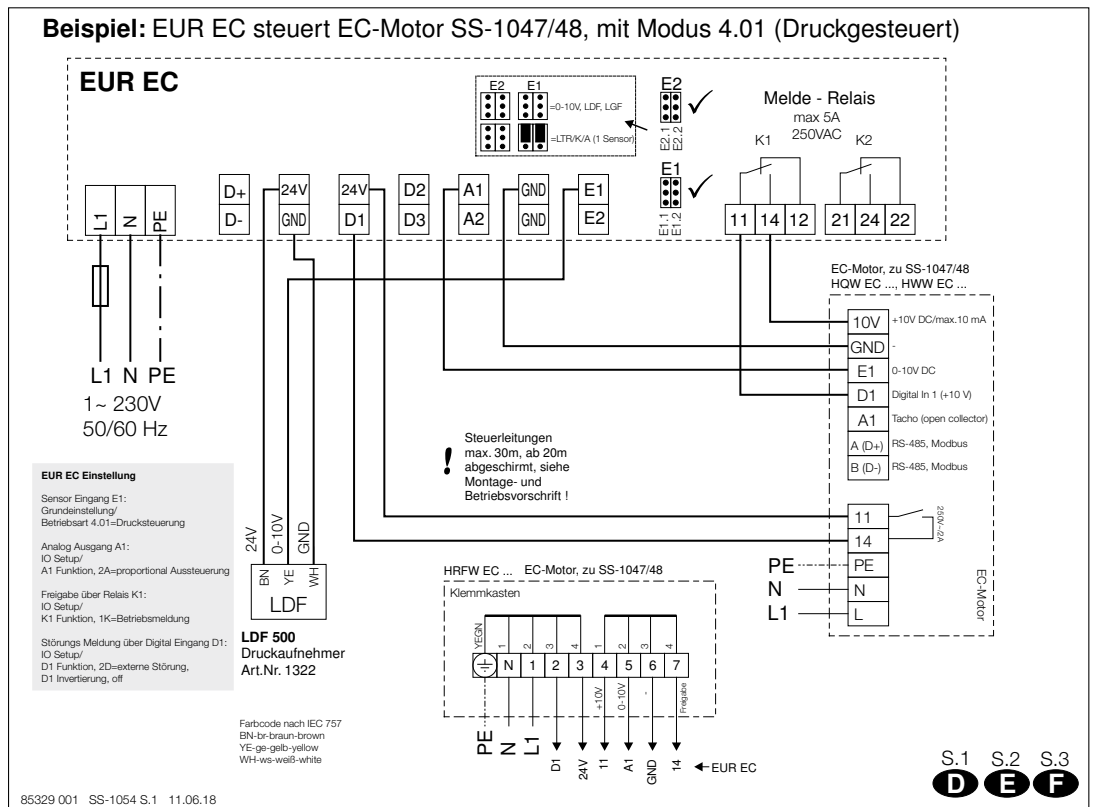 Beispiel: EUR EC steuert EC-Motor SS-1047/48, mit Modus 4.01 (Druckgesteuert)
EUR EC
E2 E1
=0-10V, LDF, LGF
=LTR/K/A (1 Sensor)
E2
E2.1
E2.2
E1
E1.1
E1.2
Melde - Relais
max 5A
250VAC
K1 K2
L1 N PE
D+ 24V 24V D2 A1 GND E1
D- GND D1 D3 A2 GND E2
11 14 12 21 24 22
L1 N PE
1~ 230V
50/60 Hz
EC-Motor, zu SS-1047/48
HQW EC ..., HWW EC ...
10V +10V DC/max.10 mA
GND -
E1 0-10V DC
D1 Digital In 1 (+10 V)
A1 Tacho (open collector)
A (D+) RS-485, Modbus
B (D-) RS-485, Modbus
11
14
250V~/2A
PE PE
N N
L1 L
EC-Motor
! Steuerleitungen
max. 30m, ab 20m
abgeschirmt, siehe
Montage- und
Betriebsvorschrift !
EUR EC Einstellung
Sensor Eingang E1:
Grundeinstellung/
Betriebsart 4.01=Drucksteuerung
Analog Ausgang A1:
IO Setup/
A1 Funktion, 2A=proportional Aussteuerung
Freigabe über Relais K1:
IO Setup/
K1 Funktion, 1K=Betriebsmeldung
Störungs Meldung über Digital Eingang D1:
IO Setup/
D1 Funktion, 2D=externe Störung,
D1 Invertierung, off
24V 0-10V GND
BN YE WH
LDF
LDF 500
Druckaufnehmer
Art.Nr. 1322
Farbcode nach IEC 757
BN-br-braun-brown
YE-ge-gelb-yellow
WH-ws-weiß-white
HRFW EC ... EC-Motor, zu SS-1047/48
Klemmkasten
YEGN 1 2 3 4 1 2 3 4
N 1 2 3 4 5 6 7
+10V 0-10V - Freigabe
PE N L1 D1 24V 11 A1 GND 14 EUR EC
S.1 S.2 S.3
D E F
85329 001 SS-1054 S.1 11.06.18